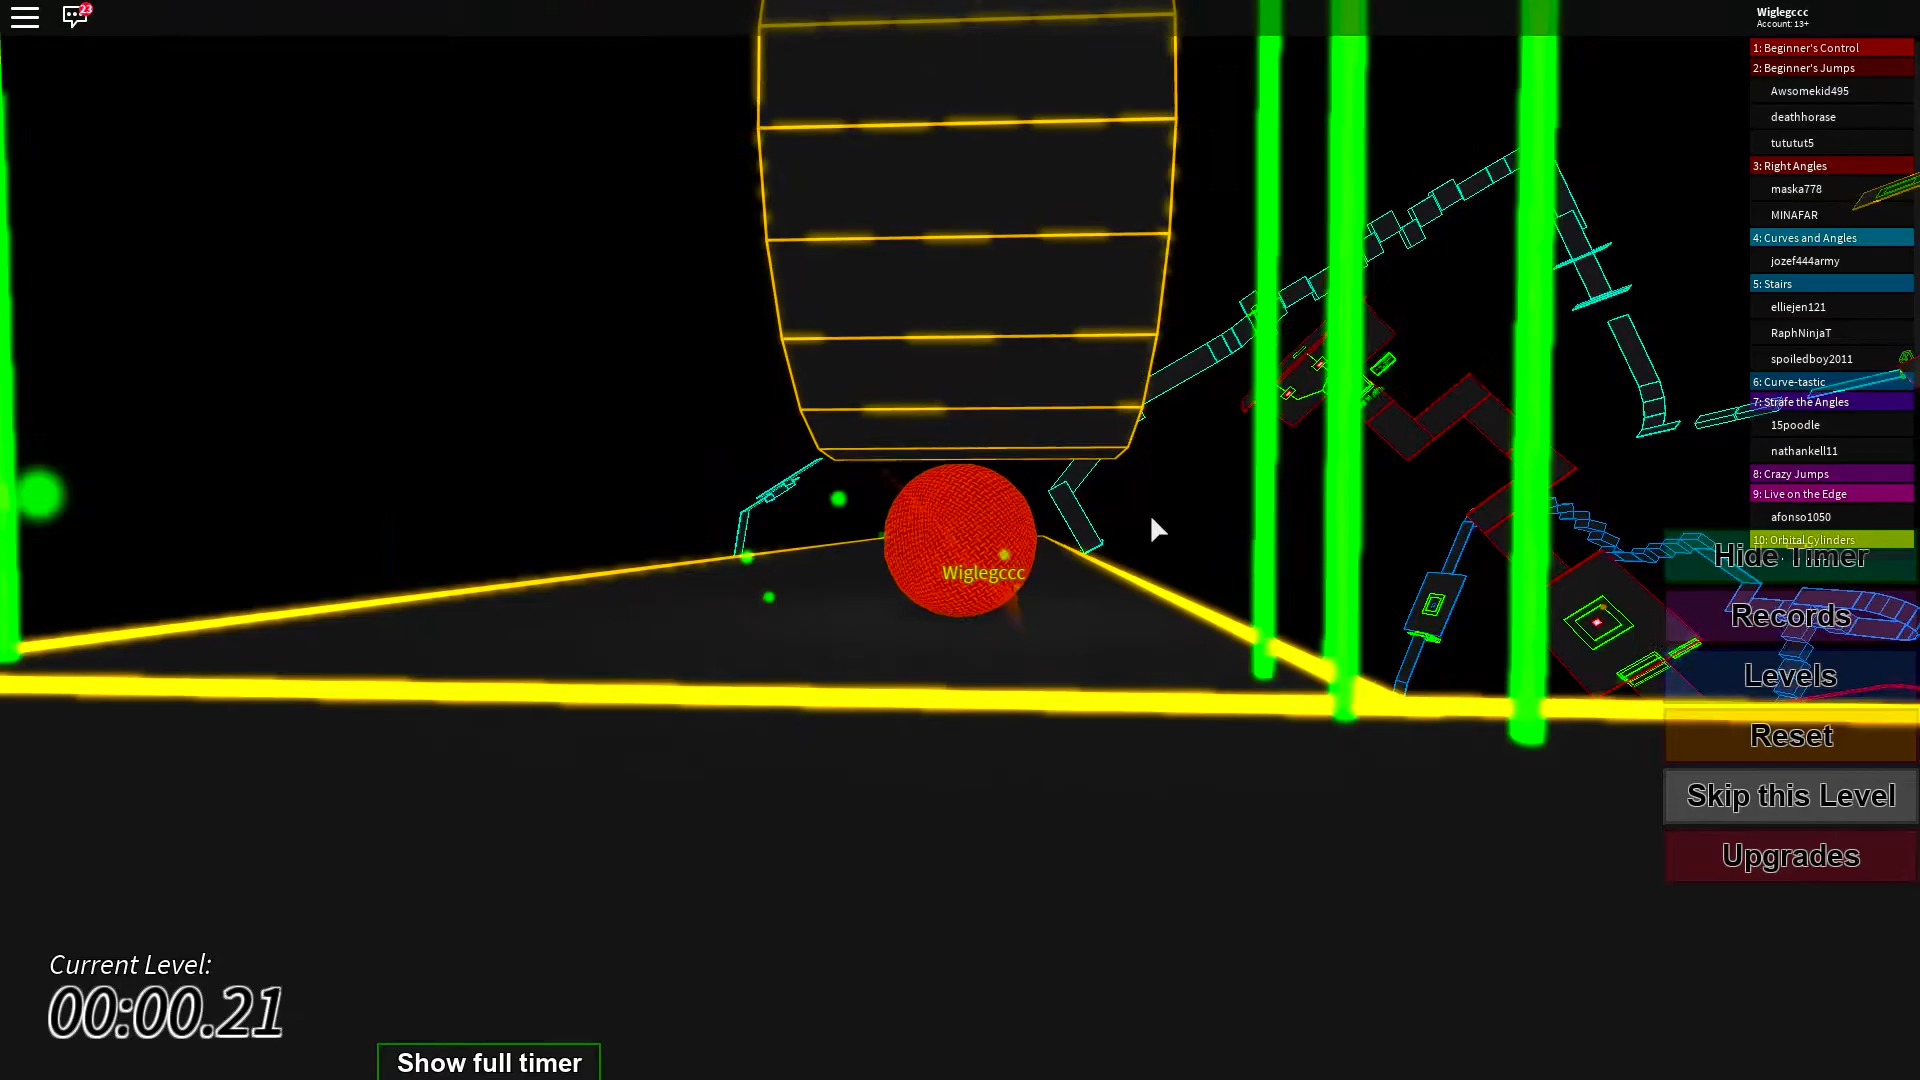 23
Wiglegccc
Account: 13+
1: Beginner's Control
2: Beginner's Jumps
Awsomekid495
deathhorase
tututut5
3: Right Angles
maska778
MINAFAR
4: Curves and Angles
jozef444army
5: Stairs
elliejen121
RaphNinjaT
spoiledboy2011
6: Curve-tastic
7: Strafe the Angles
15poodle
nathankell11
8: Crazy Jumps
9: Live on the Edge
afonso1050
10: Orbital Cylinders
Hide Timer
Wiglegccc
Records
Levels
Reset
Skip this Level
Upgrades
Current Level:
00:00.21
Show full timer